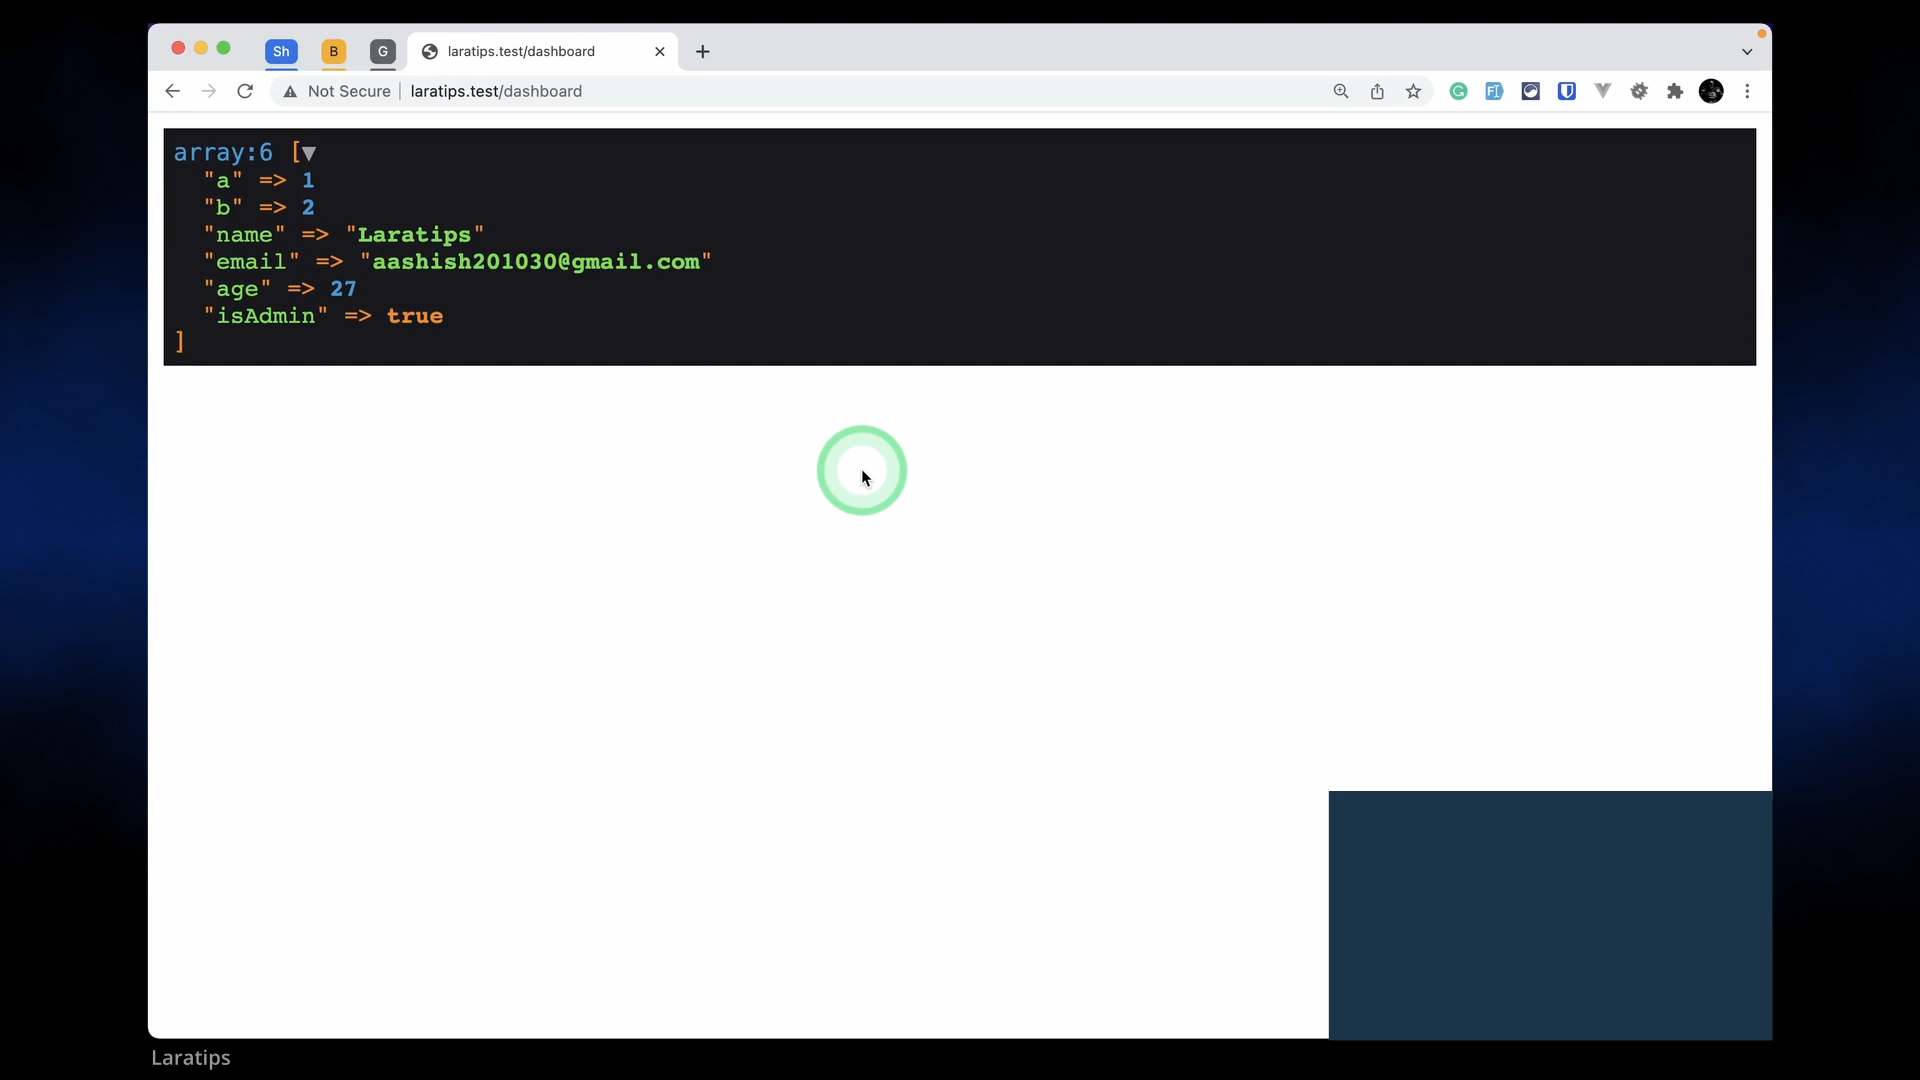 Sh B G laratips.test/dashboard
Not Secure laratips.test/dashboard
array:6 [▼
"a" => 1
"b" => 2
"name" => "Laratips"
"email" => "aashish201030@gmail.com"
"age" => 27
"isAdmin" => true
]
Laratips